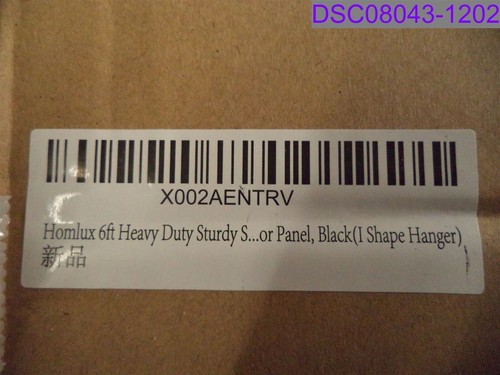 DSC08043-1202
X002AENTRV
Homlux 6ft Heavy Duty Sturdy S...or Panel, Black(I Shape Hanger)
新品